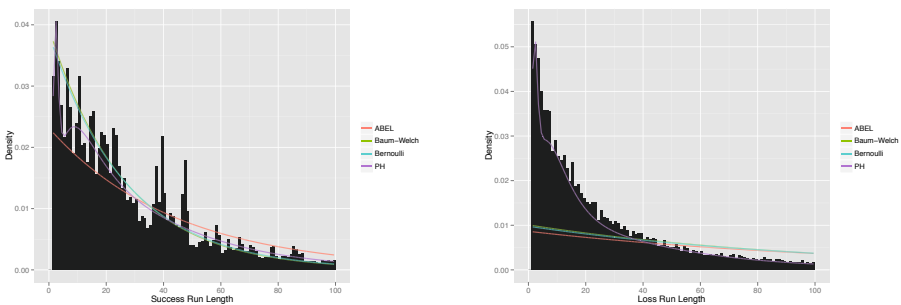 0.04
0.03
0.02
0.01
0.00
Density
0
20
40
60
80
100
Success Run Length
ABEL
Baum−Welch
Bernoulli
PH
0.05
0.04
0.03
0.02
0.01
0.00
Density
0
20
40
60
80
100
Loss Run Length
ABEL
Baum−Welch
Bernoulli
PH